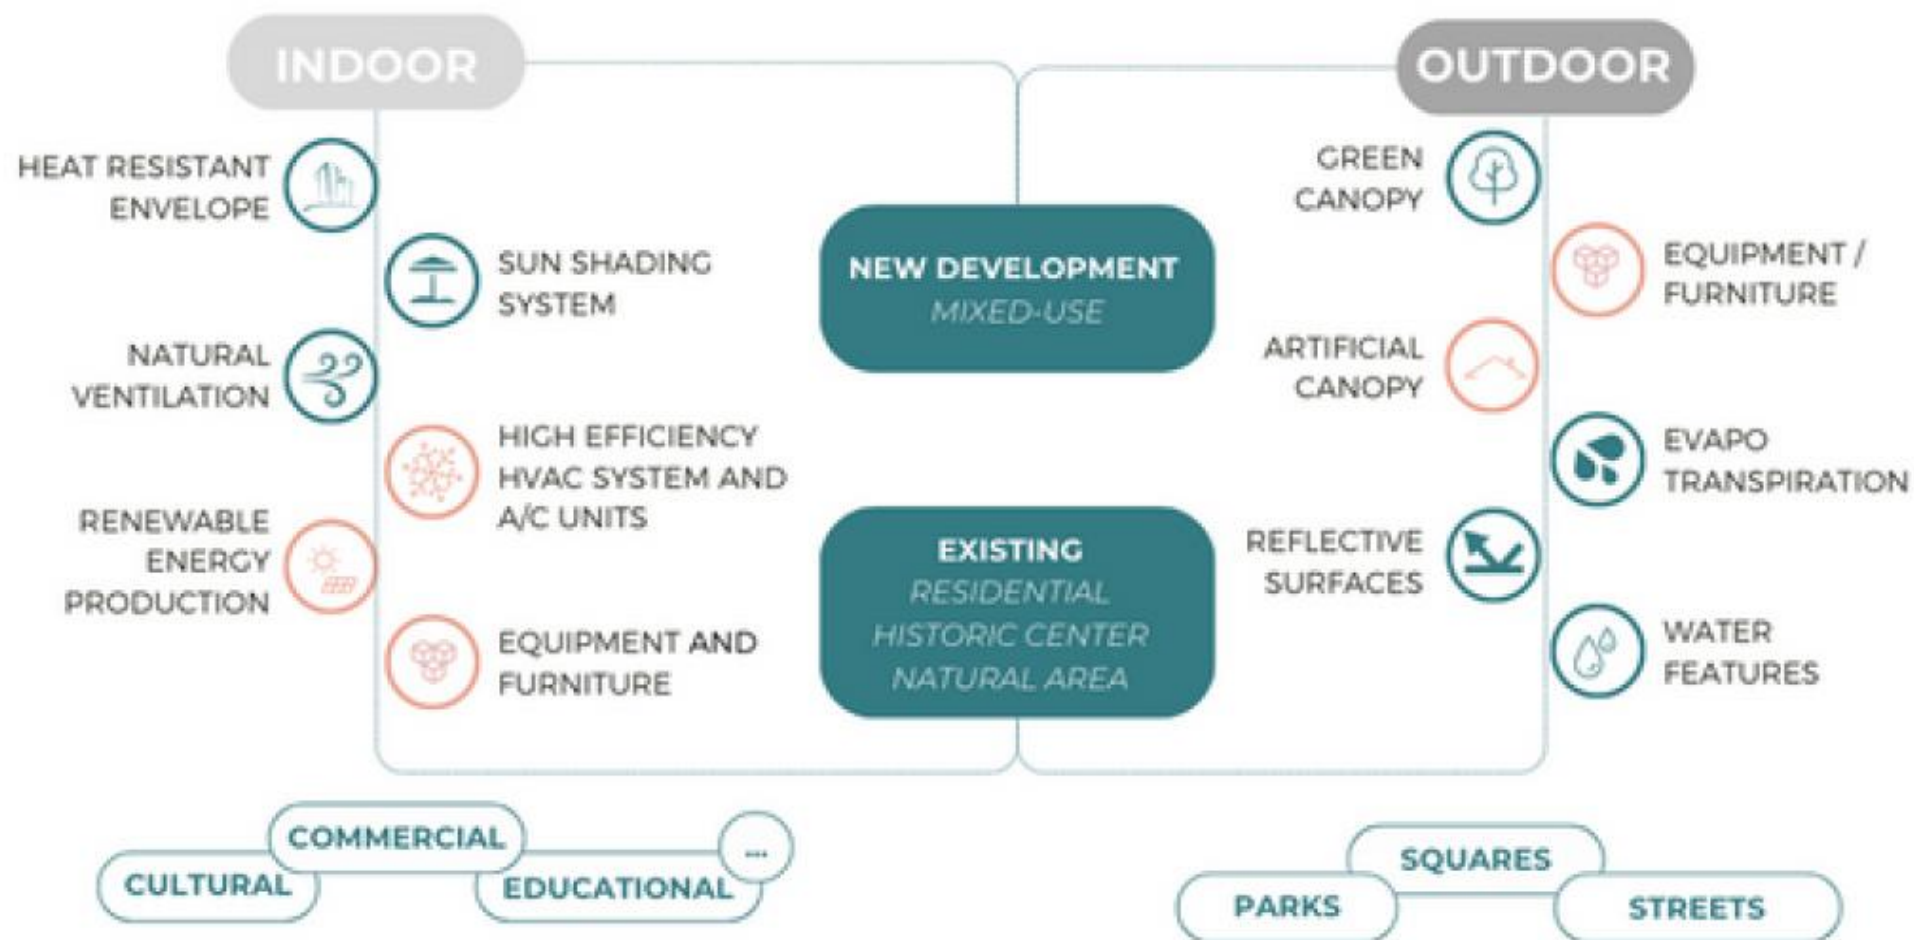 INDOOR
HEAT RESISTANT
ENVELOPE
SUN SHADING
SYSTEM
NATURAL
VENTILATION
HIGH EFFICIENCY
HVAC SYSTEM AND
A/C UNITS
RENEWABLE
ENERGY
PRODUCTION
EQUIPMENT AND
FURNITURE
NEW DEVELOPMENT
MIXED-USE
EXISTING
RESIDENTIAL
HISTORIC CENTER
NATURAL AREA
OUTDOOR
GREEN
CANOPY
EQUIPMENT /
FURNITURE
ARTIFICIAL
CANOPY
EVAPO
TRANSPIRATION
REFLECTIVE
SURFACES
WATER
FEATURES
CULTURAL
COMMERCIAL
EDUCATIONAL
...
PARKS
SQUARES
STREETS